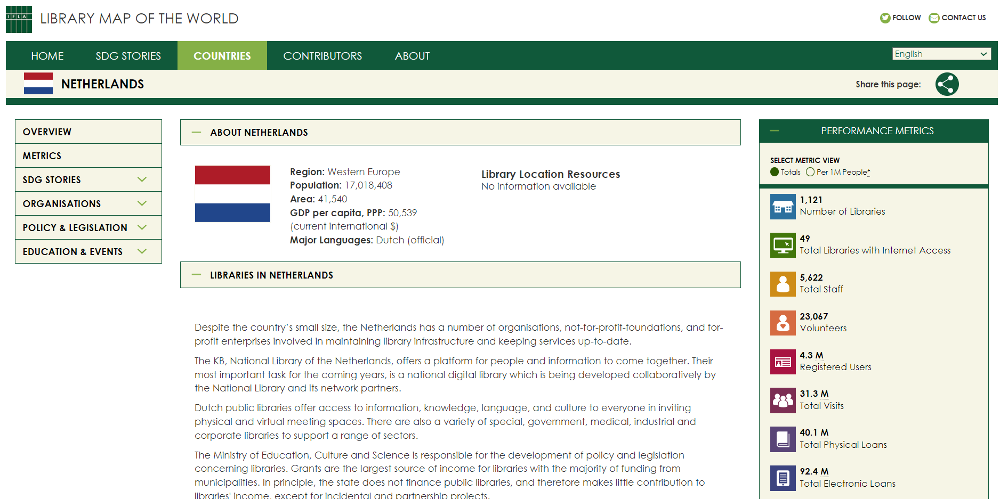 IFLA
LIBRARY MAP OF THE WORLD
FOLLOW
CONTACT US
HOME
SDG STORIES
COUNTRIES
CONTRIBUTORS
ABOUT
English
NETHERLANDS
Share this page:
OVERVIEW
METRICS
SDG STORIES
ORGANISATIONS
POLICY & LEGISLATION
EDUCATION & EVENTS
ABOUT NETHERLANDS
Region: Western Europe
Population: 17,018,408
Area: 41,540
GDP per capita, PPP: 50,539
(current international $)
Major Languages: Dutch (official)
Library Location Resources
No information available
LIBRARIES IN NETHERLANDS
Despite the country’s small size, the Netherlands has a number of organisations, not-for-profit-foundations, and for-
profit enterprises involved in maintaining library infrastructure and keeping services up-to-date.
The KB, National Library of the Netherlands, offers a platform for people and information to come together. Their
most important task for the coming years, is a national digital library which is being developed collaboratively by
the National Library and its network partners.
Dutch public libraries offer access to information, knowledge, language, and culture to everyone in inviting
physical and virtual meeting spaces. There are also a variety of special, government, medical, industrial and
corporate libraries to support a range of sectors.
The Ministry of Education, Culture and Science is responsible for the development of policy and legislation
concerning libraries. Grants are the largest source of income for libraries with the majority of funding from
municipalities. In principle, the state does not finance public libraries, and therefore makes little contribution to
libraries' income, except for incidental and partnership projects.
PERFORMANCE METRICS
SELECT METRIC VIEW
Totals
Per 1M People*
1,121
Number of Libraries
49
Total Libraries with Internet Access
5,622
Total Staff
23,067
Volunteers
4.3 M
Registered Users
31.3 M
Total Visits
40.1 M
Total Physical Loans
92.4 M
Total Electronic Loans